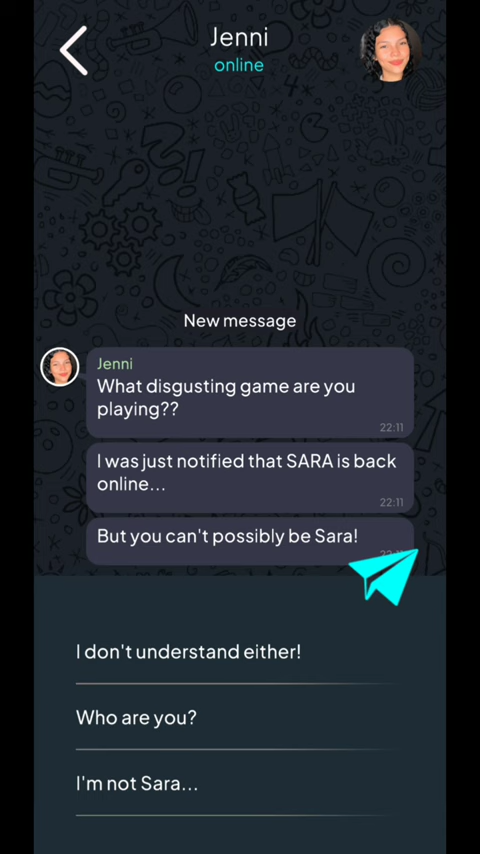 Jenni
online
New message
Jenni
What disgusting game are you
playing??
22:11
I was just notified that SARA is back
online...
22:11
But you can't possibly be Sara!
I don't understand either!
Who are you?
I'm not Sara...